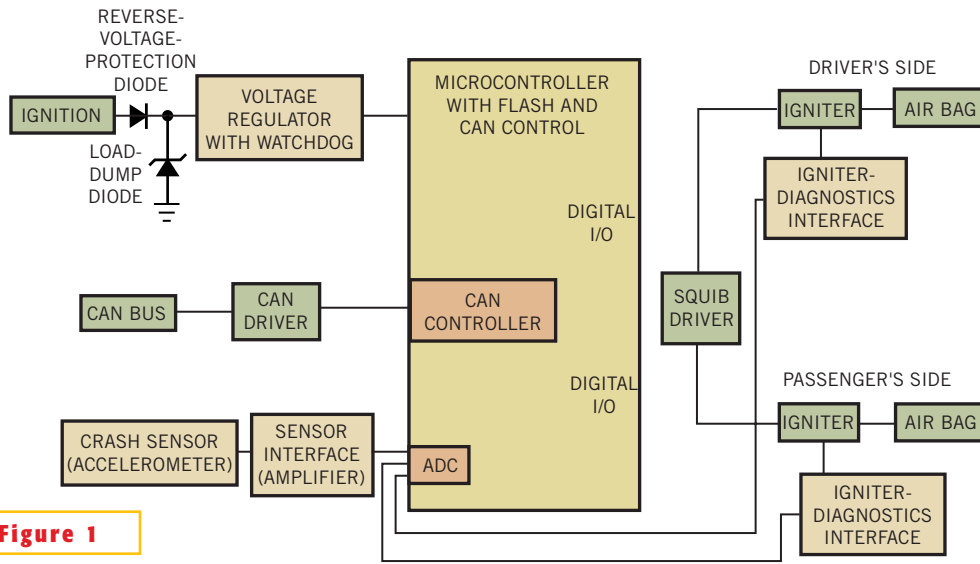 REVERSE-
VOLTAGE-
PROTECTION
DIODE
IGNITION
LOAD-
DUMP
DIODE
VOLTAGE
REGULATOR
WITH WATCHDOG
MICROCONTROLLER
WITH FLASH AND
CAN CONTROL
DIGITAL
I/O
CAN BUS
CAN
DRIVER
CAN
CONTROLLER
DIGITAL
I/O
CRASH SENSOR
(ACCELEROMETER)
SENSOR
INTERFACE
(AMPLIFIER)
ADC
SQUIB
DRIVER
DRIVER'S SIDE
IGNITER
AIR BAG
IGNITER-
DIAGNOSTICS
INTERFACE
PASSENGER'S SIDE
IGNITER
AIR BAG
IGNITER-
DIAGNOSTICS
INTERFACE
Figure 1